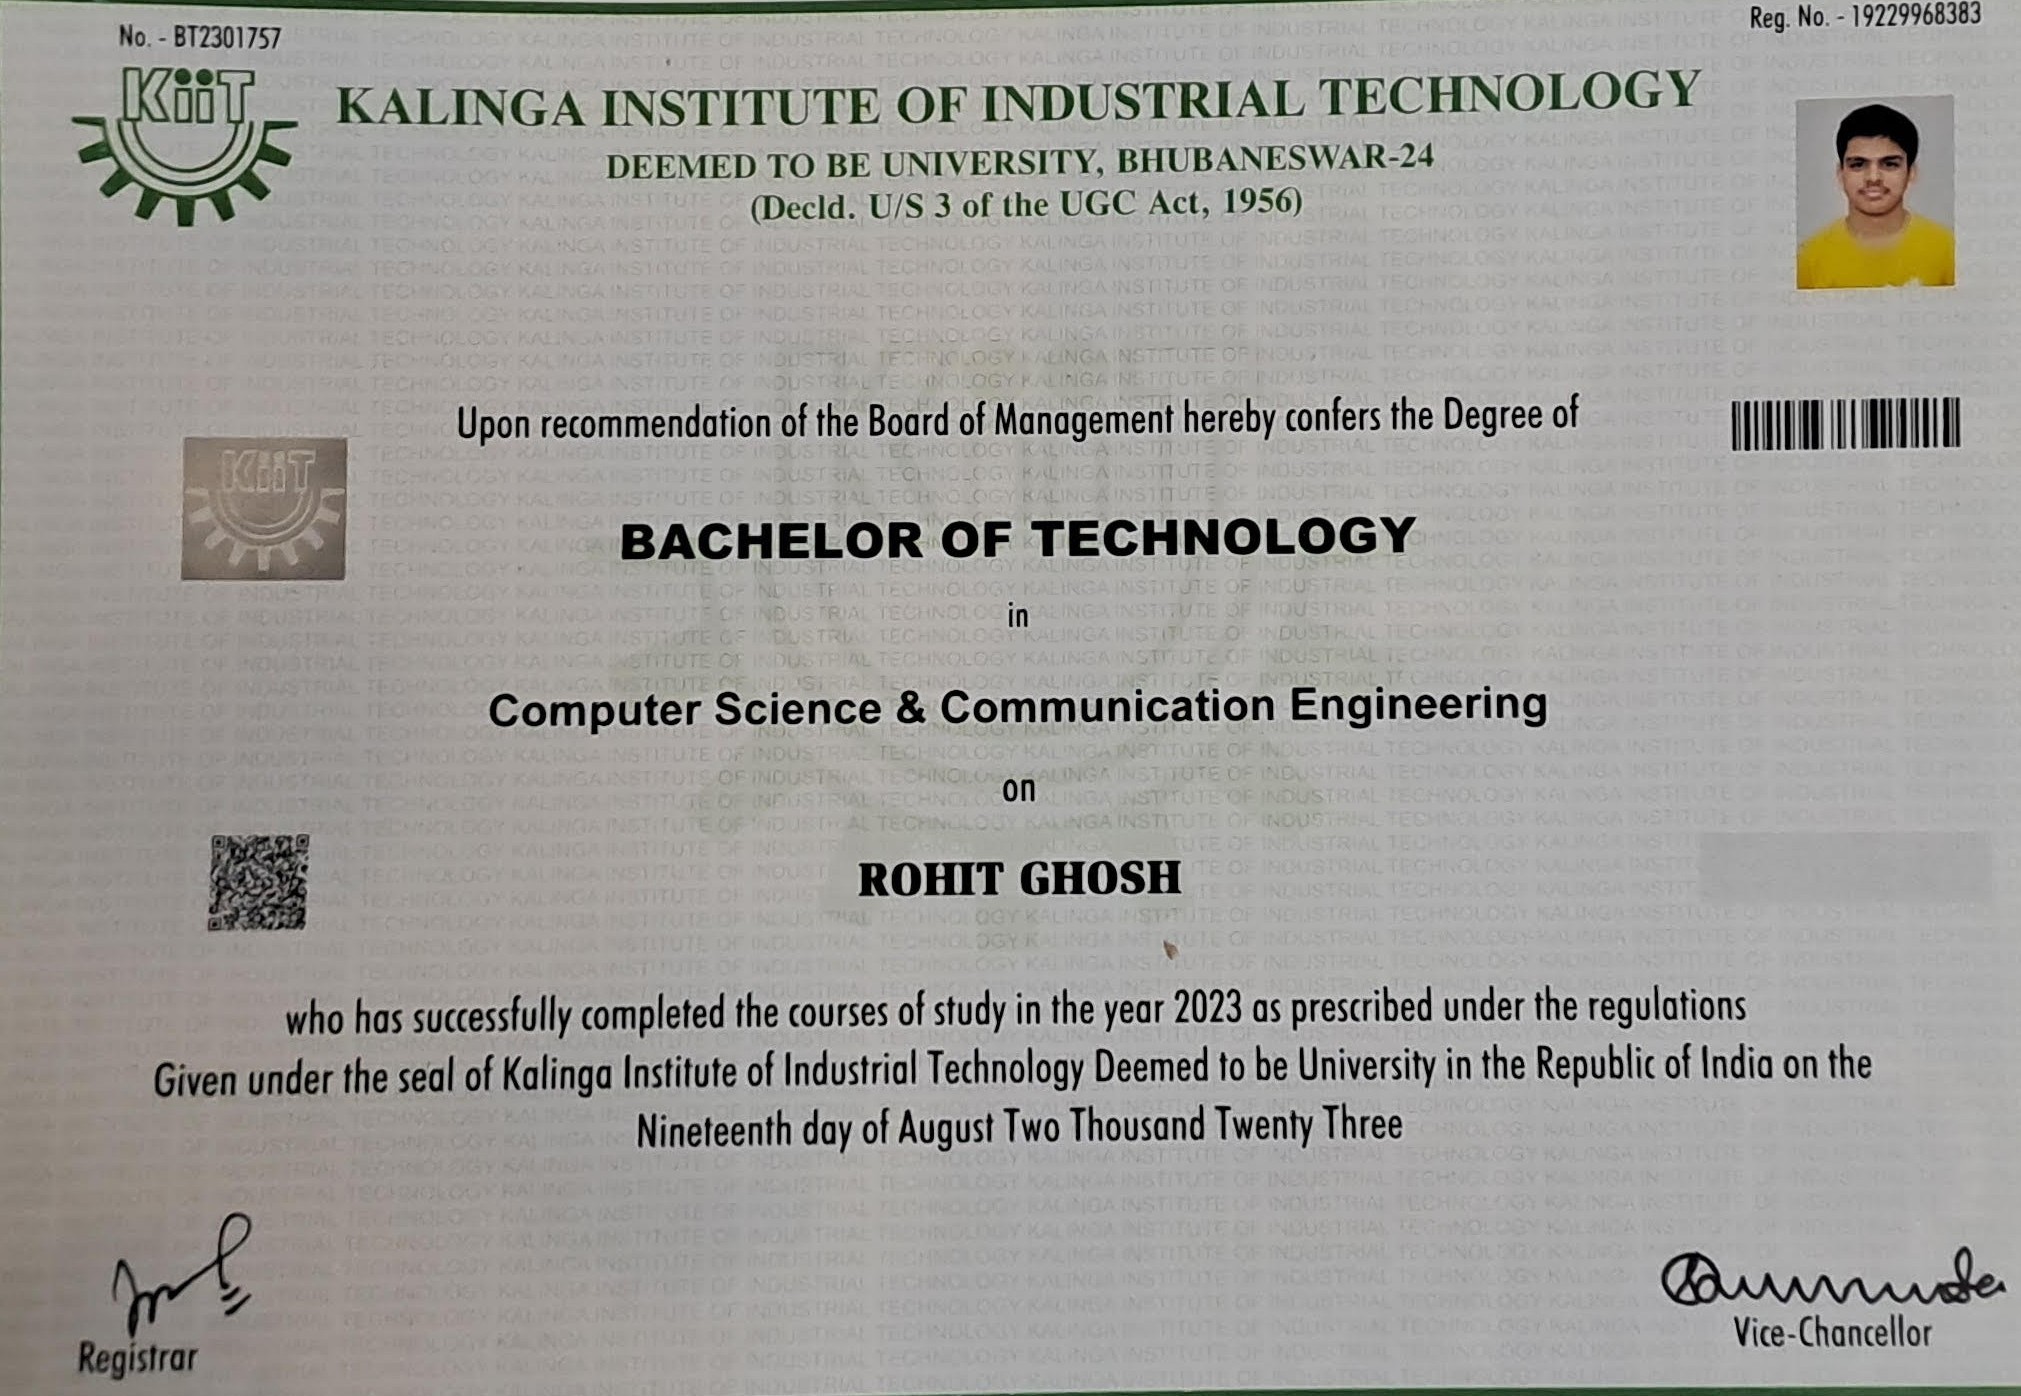 No. - BT2301757
Reg. No. - 19229968383
KiiT
KALINGA INSTITUTE OF INDUSTRIAL TECHNOLOGY
DEEMED TO BE UNIVERSITY, BHUBANESWAR-24
(Decld. U/S 3 of the UGC Act, 1956)
Upon recommendation of the Board of Management hereby confers the Degree of
KiiT
BACHELOR OF TECHNOLOGY
in
Computer Science & Communication Engineering
on
ROHIT GHOSH
who has successfully completed the courses of study in the year 2023 as prescribed under the regulations
Given under the seal of Kalinga Institute of Industrial Technology Deemed to be University in the Republic of India on the
Nineteenth day of August Two Thousand Twenty Three
Registrar
Vice-Chancellor